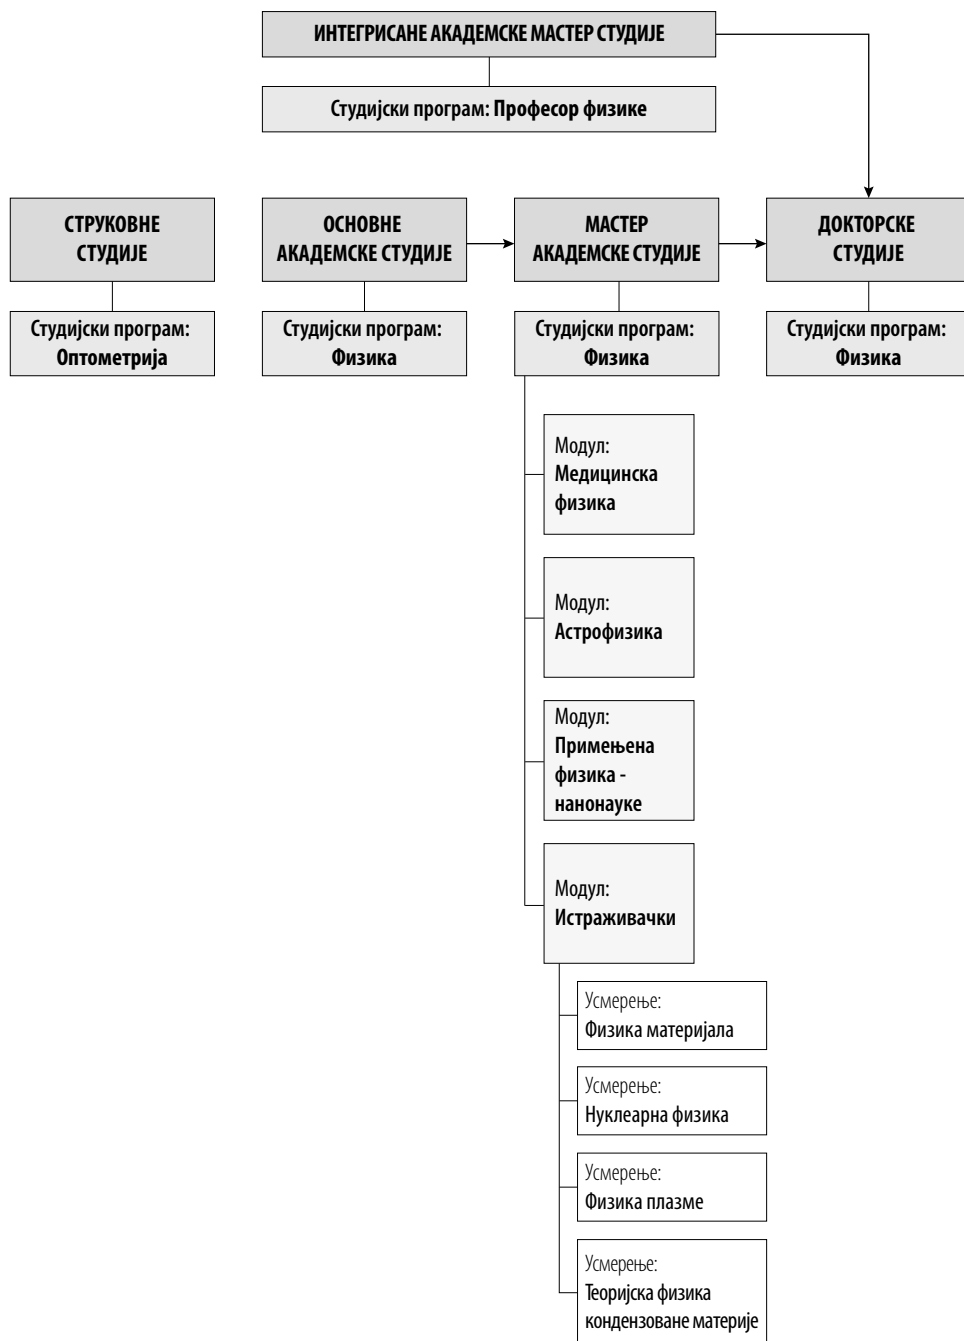 ИНТЕГРИСАНЕ АКАДЕМСКЕ МАСТЕР СТУДИЈЕ
Студијски програм: Професор физике
СТРУКОВНЕ
СТУДИЈЕ
Студијски програм:
Оптометрија
ОСНОВНЕ
АКАДЕМСКЕ СТУДИЈЕ
Студијски програм:
Физика
МАСТЕР
АКАДЕМСКЕ СТУДИЈЕ
Студијски програм:
Физика
ДОКТОРСКЕ
СТУДИЈЕ
Студијски програм:
Физика
Модул:
Медицинска
физика
Модул:
Астрофизика
Модул:
Примењена
физика -
нанонауке
Модул:
Истраживачки
Усмерење:
Физика материјала
Усмерење:
Нуклеарна физика
Усмерење:
Физика плазме
Усмерење:
Теоријска физика
кондензоване материје